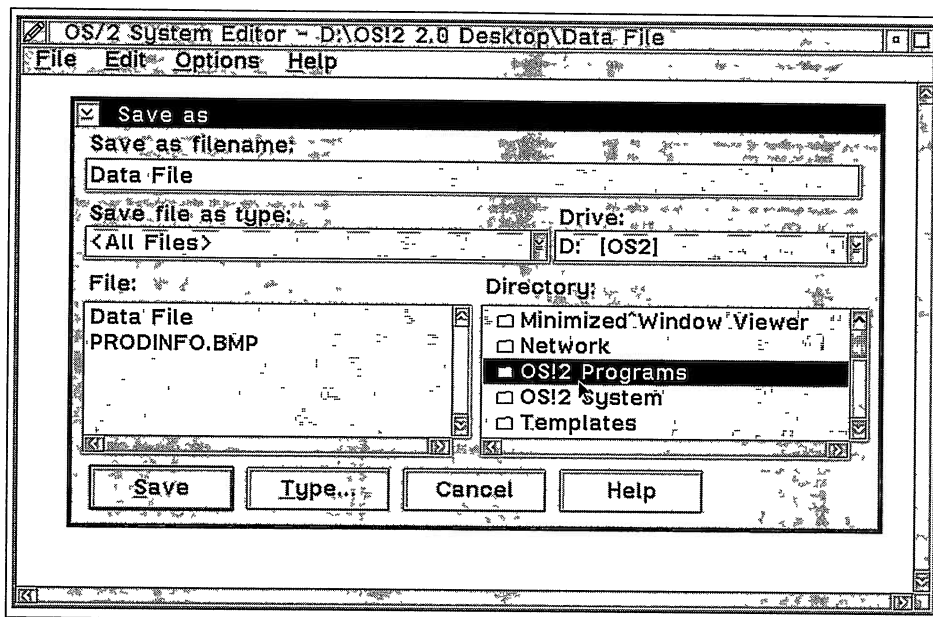 OS/2 System Editor - D:\OS!2 2.0 Desktop\Data File
File Edit Options Help
Save as
Save as filename:
Data File
Save file as type: Drive:
<All Files> D: [OS2]
File: Directory:
Data File Minimized Window Viewer
PRODINFO.BMP Network
OS!2 Programs
OS!2 System
Templates
Save Type... Cancel Help